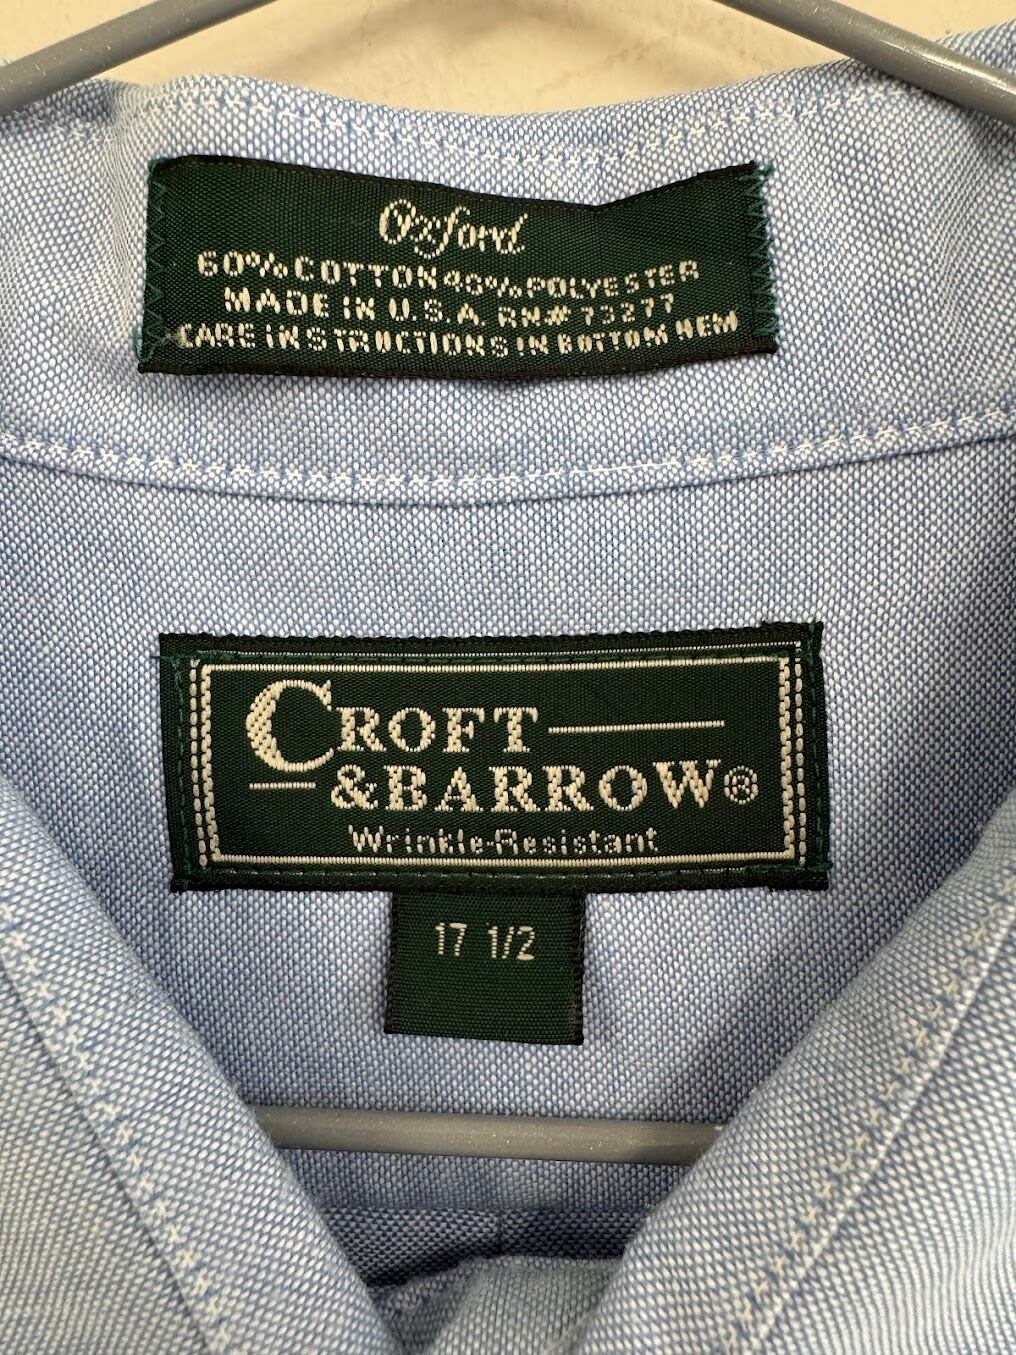 Oxford
60% COTTON 40% POLYESTER
MADE IN U.S.A. RN# 73277
CARE INSTRUCTIONS IN BOTTOM HEM
CROFT
& BARROW®
Wrinkle-Resistant
17 1/2